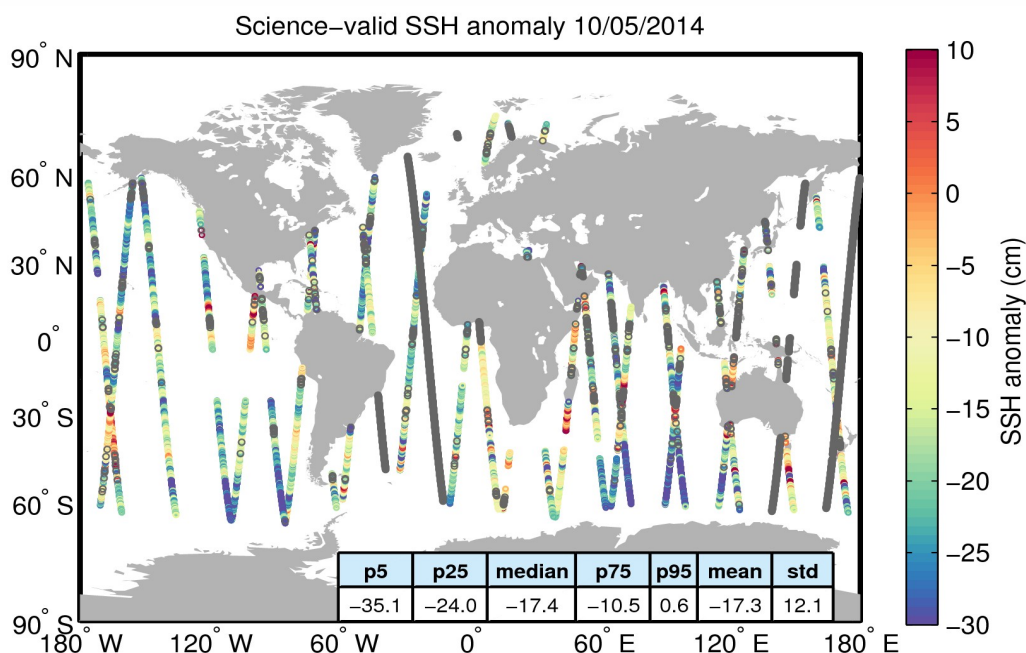 Science−valid SSH anomaly 10/05/2014
90° N
60° N
30° N
0°
30° S
60° S
90° S
180° W
120° W
60° W
0°
60° E
120° E
180° E
p5 p25 median p75 p95 mean std
−35.1 −24.0 −17.4 −10.5 0.6 −17.3 12.1
10
5
0
−5
−10
−15
−20
−25
−30
SSH anomaly (cm)